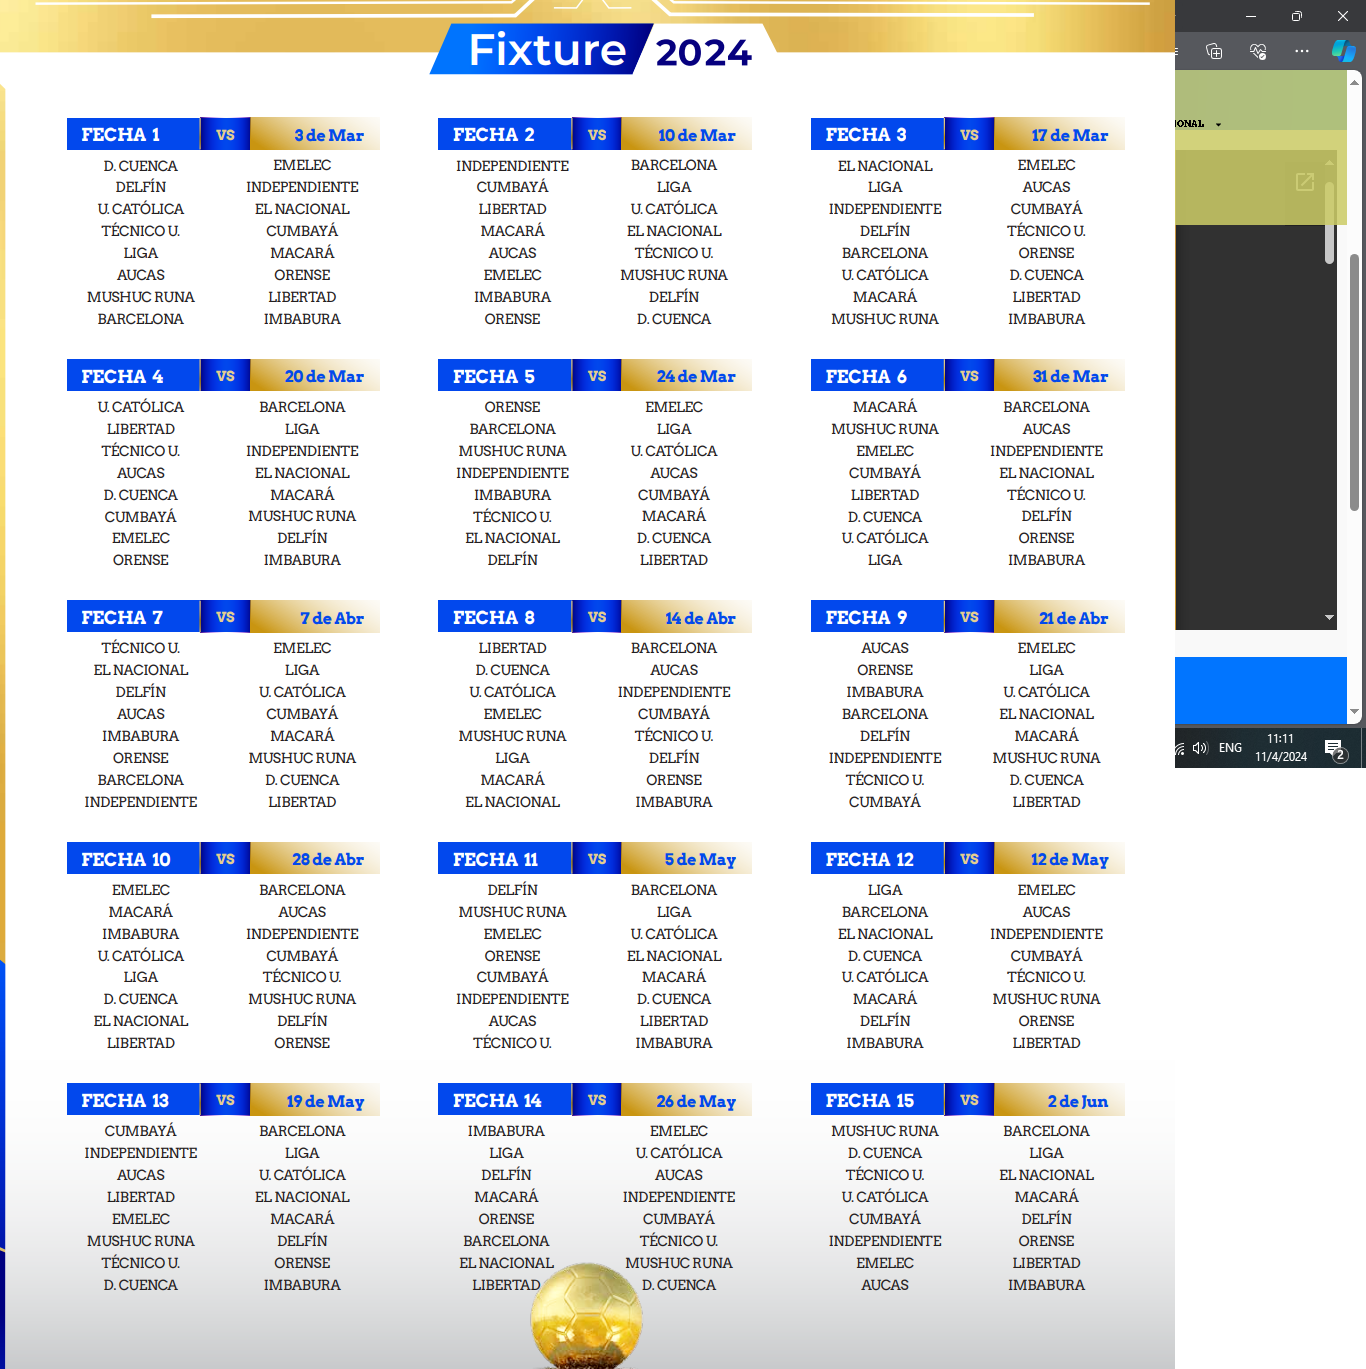 Fixture 2024
FECHA 1 VS 3 de Mar
D. CUENCA EMELEC
DELFÍN INDEPENDIENTE
U. CATÓLICA EL NACIONAL
TÉCNICO U. CUMBAYÁ
LIGA MACARÁ
AUCAS ORENSE
MUSHUC RUNA LIBERTAD
BARCELONA IMBABURA
FECHA 2 VS 10 de Mar
INDEPENDIENTE BARCELONA
CUMBAYÁ LIGA
LIBERTAD U. CATÓLICA
MACARÁ EL NACIONAL
AUCAS TÉCNICO U.
EMELEC MUSHUC RUNA
IMBABURA DELFÍN
ORENSE D. CUENCA
FECHA 3 VS 17 de Mar
EL NACIONAL EMELEC
LIGA AUCAS
INDEPENDIENTE CUMBAYÁ
DELFÍN TÉCNICO U.
BARCELONA ORENSE
U. CATÓLICA D. CUENCA
MACARÁ LIBERTAD
MUSHUC RUNA IMBABURA
FECHA 4 VS 20 de Mar
U. CATÓLICA BARCELONA
LIBERTAD LIGA
TÉCNICO U. INDEPENDIENTE
AUCAS EL NACIONAL
D. CUENCA MACARÁ
CUMBAYÁ MUSHUC RUNA
EMELEC DELFÍN
ORENSE IMBABURA
FECHA 5 VS 24 de Mar
ORENSE EMELEC
BARCELONA LIGA
MUSHUC RUNA U. CATÓLICA
INDEPENDIENTE AUCAS
IMBABURA CUMBAYÁ
TÉCNICO U. MACARÁ
EL NACIONAL D. CUENCA
DELFÍN LIBERTAD
FECHA 6 VS 31 de Mar
MACARÁ BARCELONA
MUSHUC RUNA AUCAS
EMELEC INDEPENDIENTE
CUMBAYÁ EL NACIONAL
LIBERTAD TÉCNICO U.
D. CUENCA DELFÍN
U. CATÓLICA ORENSE
LIGA IMBABURA
FECHA 7 VS 7 de Abr
TÉCNICO U. EMELEC
EL NACIONAL LIGA
DELFÍN U. CATÓLICA
AUCAS CUMBAYÁ
IMBABURA MACARÁ
ORENSE MUSHUC RUNA
BARCELONA D. CUENCA
INDEPENDIENTE LIBERTAD
FECHA 8 VS 14 de Abr
LIBERTAD BARCELONA
D. CUENCA AUCAS
U. CATÓLICA INDEPENDIENTE
EMELEC CUMBAYÁ
MUSHUC RUNA TÉCNICO U.
LIGA DELFÍN
MACARÁ ORENSE
EL NACIONAL IMBABURA
FECHA 9 VS 21 de Abr
AUCAS EMELEC
ORENSE LIGA
IMBABURA U. CATÓLICA
BARCELONA EL NACIONAL
DELFÍN MACARÁ
INDEPENDIENTE MUSHUC RUNA
TÉCNICO U. D. CUENCA
CUMBAYÁ LIBERTAD
FECHA 10 VS 28 de Abr
EMELEC BARCELONA
MACARÁ AUCAS
IMBABURA INDEPENDIENTE
U. CATÓLICA CUMBAYÁ
LIGA TÉCNICO U.
D. CUENCA MUSHUC RUNA
EL NACIONAL DELFÍN
LIBERTAD ORENSE
FECHA 11 VS 5 de May
DELFÍN BARCELONA
MUSHUC RUNA LIGA
EMELEC U. CATÓLICA
ORENSE EL NACIONAL
CUMBAYÁ MACARÁ
INDEPENDIENTE D. CUENCA
AUCAS LIBERTAD
TÉCNICO U. IMBABURA
FECHA 12 VS 12 de May
LIGA EMELEC
BARCELONA AUCAS
EL NACIONAL INDEPENDIENTE
D. CUENCA CUMBAYÁ
U. CATÓLICA TÉCNICO U.
MACARÁ MUSHUC RUNA
DELFÍN ORENSE
IMBABURA LIBERTAD
FECHA 13 VS 19 de May
CUMBAYÁ BARCELONA
INDEPENDIENTE LIGA
AUCAS U. CATÓLICA
LIBERTAD EL NACIONAL
EMELEC MACARÁ
MUSHUC RUNA DELFÍN
TÉCNICO U. ORENSE
D. CUENCA IMBABURA
FECHA 14 VS 26 de May
IMBABURA EMELEC
LIGA U. CATÓLICA
DELFÍN AUCAS
MACARÁ INDEPENDIENTE
ORENSE CUMBAYÁ
BARCELONA TÉCNICO U.
EL NACIONAL MUSHUC RUNA
LIBERTAD D. CUENCA
FECHA 15 VS 2 de Jun
MUSHUC RUNA BARCELONA
D. CUENCA LIGA
TÉCNICO U. EL NACIONAL
U. CATÓLICA MACARÁ
CUMBAYÁ DELFÍN
INDEPENDIENTE ORENSE
EMELEC LIBERTAD
AUCAS IMBABURA
IONAL
ENG
11:11
11/4/2024
2